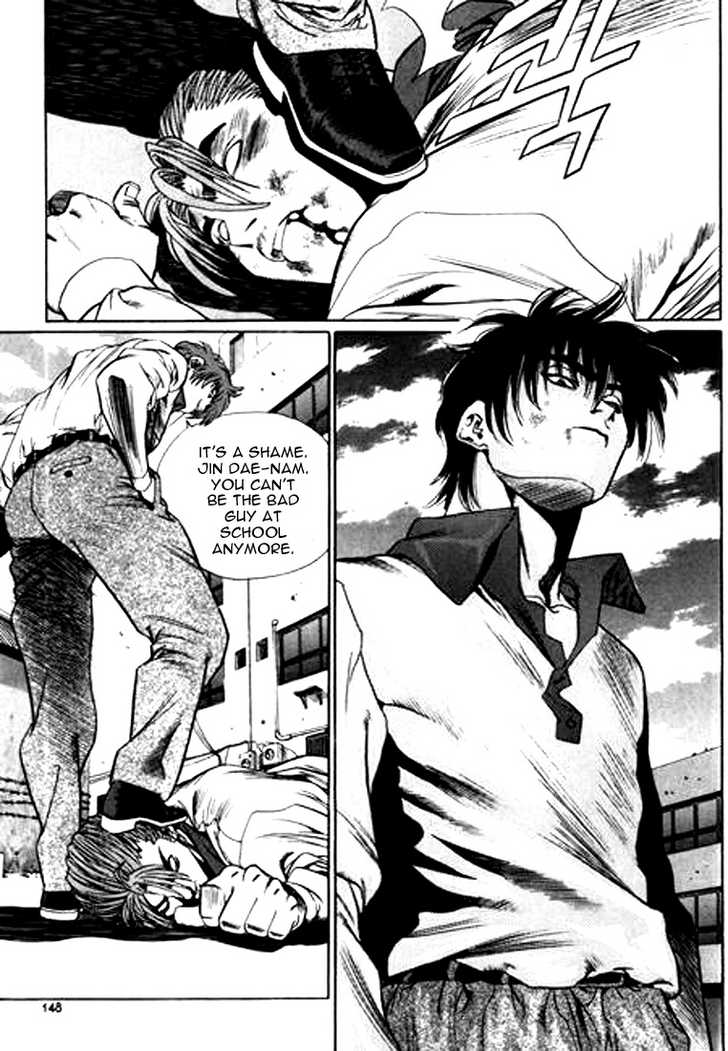 IT'S A SHAME,
JIN DAE-NAM.
YOU CAN'T
BE THE BAD
GUY AT
SCHOOL
ANYMORE.
148